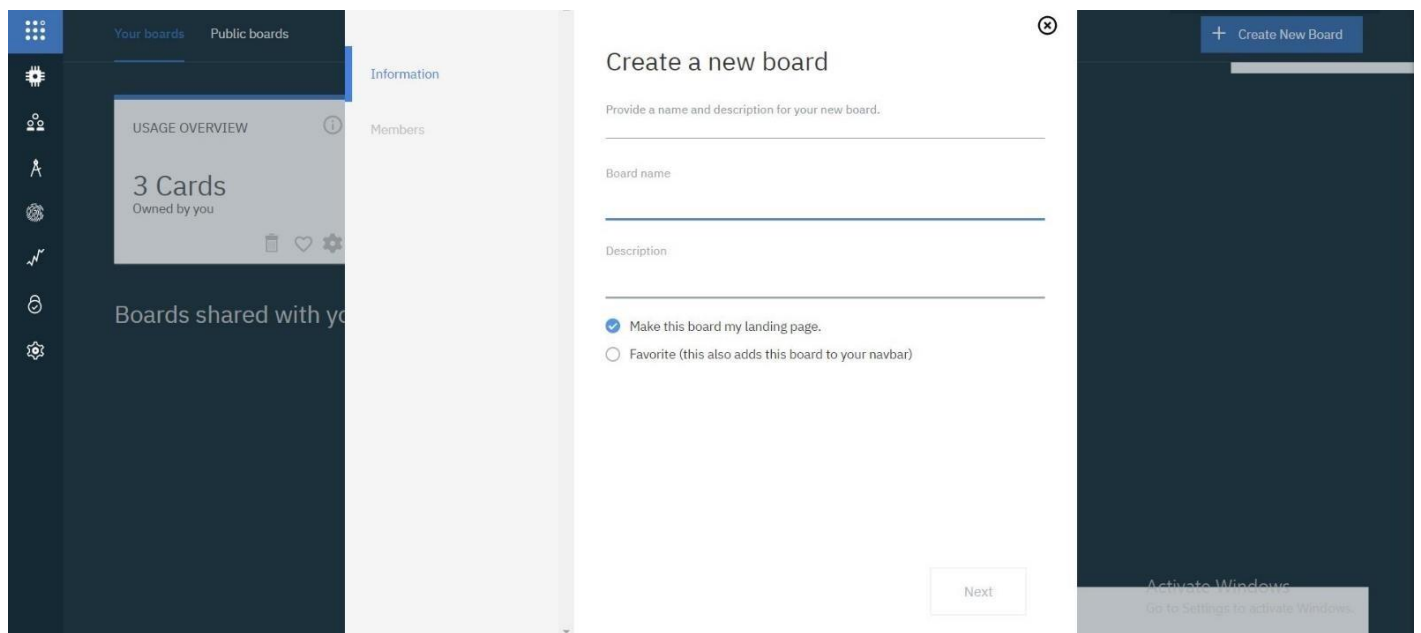 Your boards Public boards
USAGE OVERVIEW
3 Cards
Owned by you
Boards shared with yo
Information
Members
Create a new board
Provide a name and description for your new board.
Board name
Description
Make this board my landing page.
Favorite (this also adds this board to your navbar)
Next
+ Create New Board
Activate Windows
Go to Settings to activate Windows.